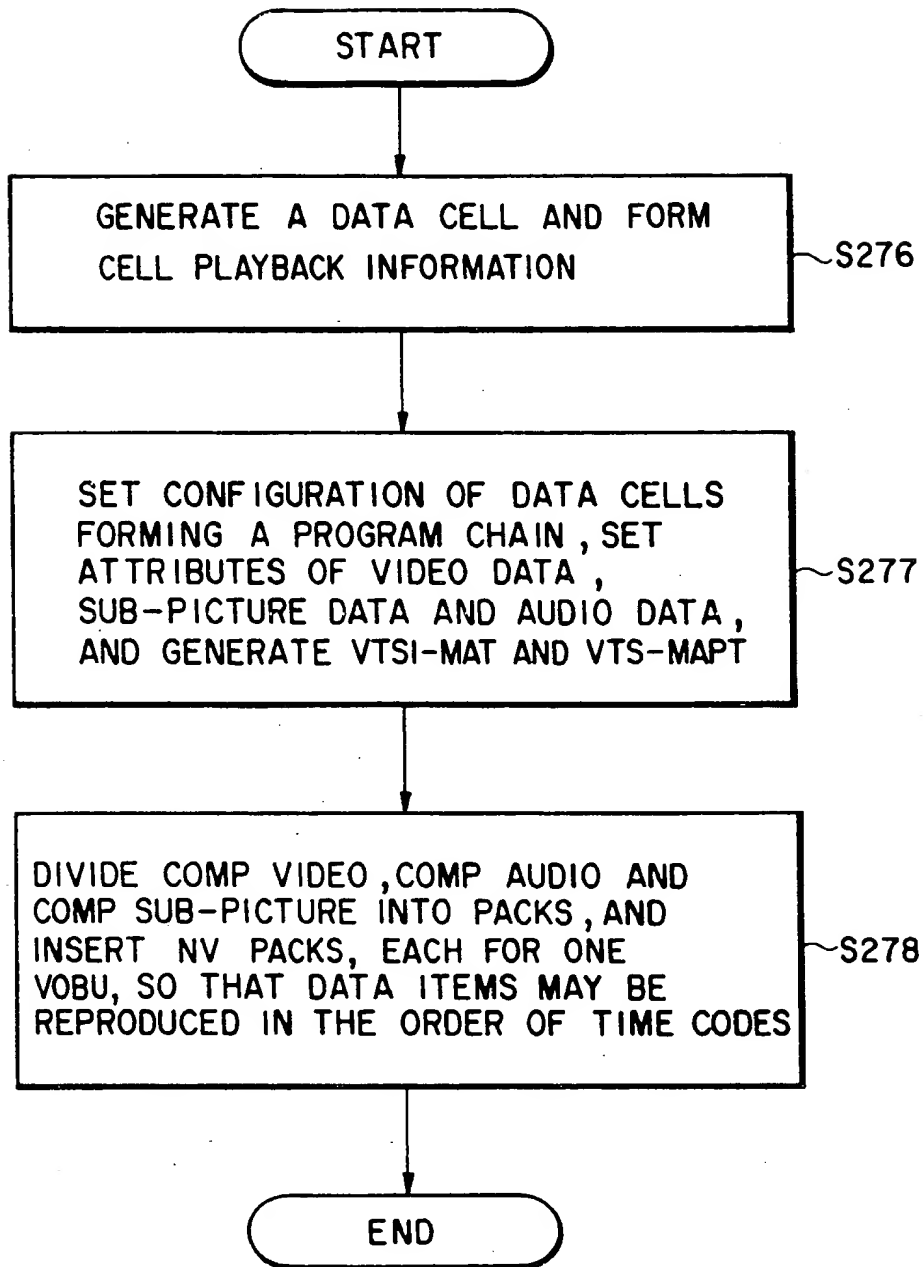 START
GENERATE A DATA CELL AND FORM
CELL PLAYBACK INFORMATION
S276
SET CONFIGURATION OF DATA CELLS
FORMING A PROGRAM CHAIN, SET
ATTRIBUTES OF VIDEO DATA,
SUB-PICTURE DATA AND AUDIO DATA,
AND GENERATE VTSI-MAT AND VTS-MAPT
S277
DIVIDE COMP VIDEO, COMP AUDIO AND
COMP SUB-PICTURE INTO PACKS, AND
INSERT NV PACKS, EACH FOR ONE
VOBU, SO THAT DATA ITEMS MAY BE
REPRODUCED IN THE ORDER OF TIME CODES
S278
END